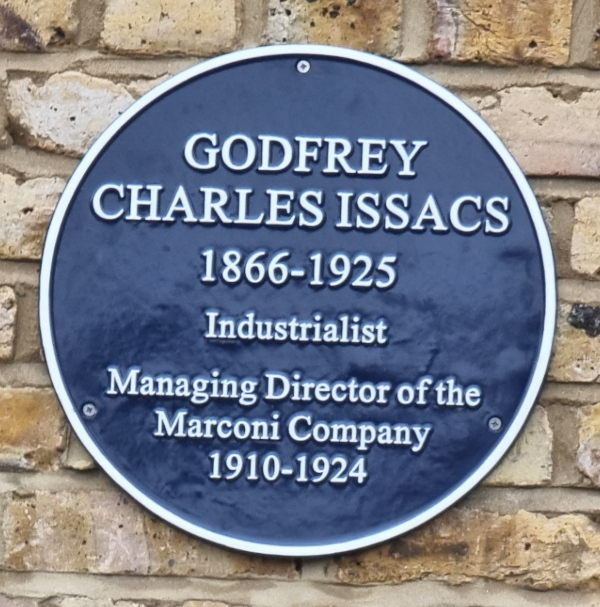 GODFREY
CHARLES ISSACS
1866-1925
Industrialist
Managing Director of the
Marconi Company
1910-1924